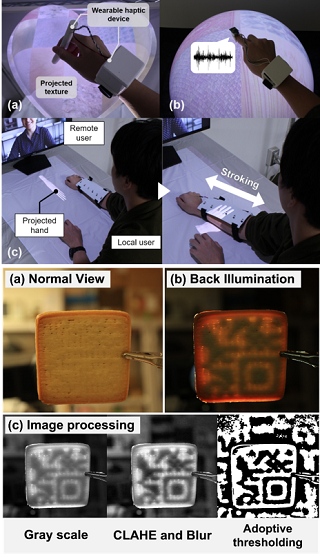 Wearable haptic
device
Projected
texture
(a)
(b)
Remote
user
Stroking
Projected
hand
(c)
Local user
(a) Normal View
(b) Back Illumination
(c) Image processing
Gray scale
CLAHE and Blur
Adoptive
thresholding